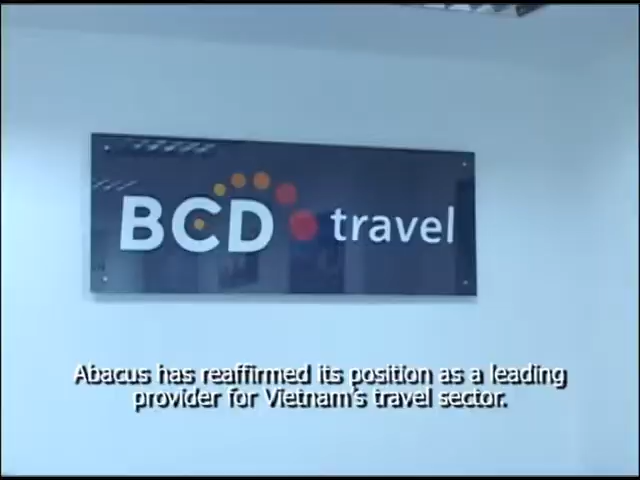 BCD travel
Abacus has reaffirmed its position as a leading
provider for Vietnam's travel sector.